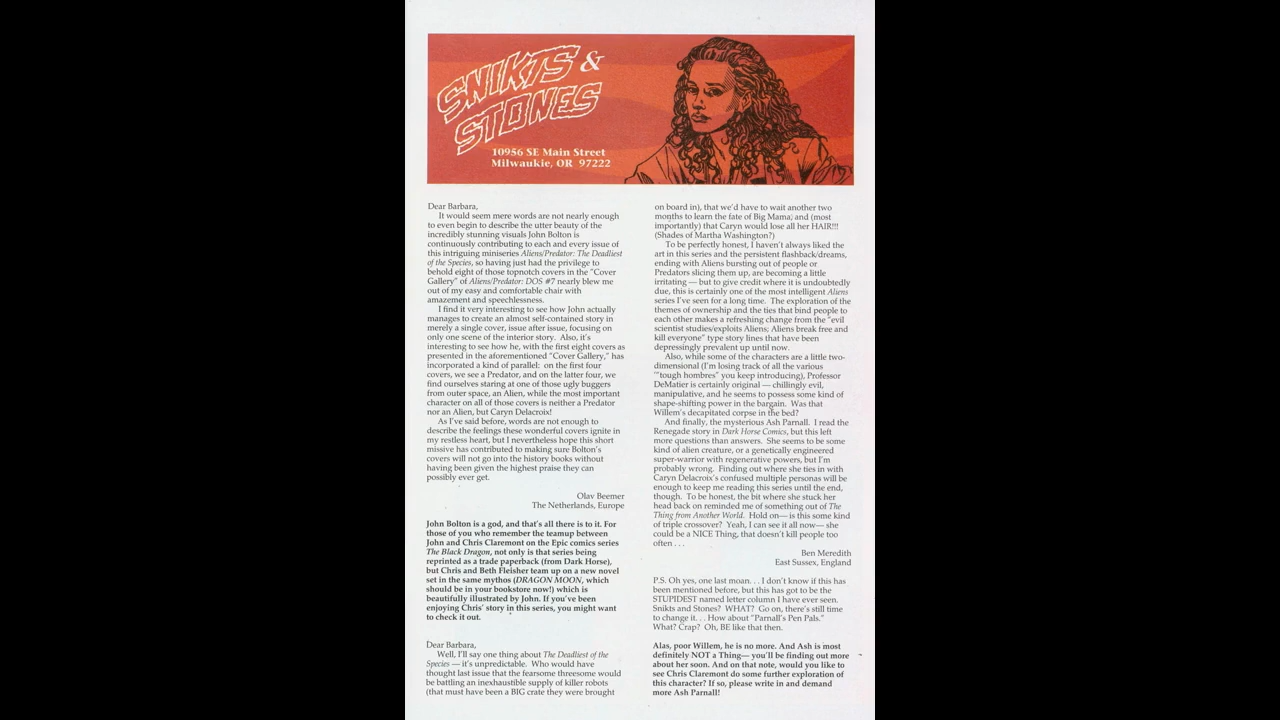 SNIKTS &
STONES
10956 SE Main Street
Milwaukie, OR 97222
Dear Barbara,
It would seem mere words are not nearly enough
to even begin to describe the utter beauty of the
incredibly stunning visuals John Bolton is
continuously contributing to each and every issue of
this intriguing miniseries Aliens/Predator: The Deadliest
of the Species, so having just had the privilege to
behold eight of those topnotch covers in the "Cover
Gallery" of Aliens/Predator: DOS #7 nearly blew me
out of my easy and comfortable chair with
amazement and speechlessness.
I find it very interesting to see how John actually
manages to create an almost self-contained story in
merely a single cover, issue after issue, focusing on
only one scene of the interior story. Also, it's
interesting to see how he, with the first eight covers as
presented in the aforementioned "Cover Gallery," has
incorporated a kind of parallel: on the first four
covers, we see a Predator, and on the latter four, we
find ourselves staring at one of those ugly buggers
from outer space, an Alien, while the most important
character on all of those covers is neither a Predator
nor an Alien, but Caryn Delacroix!
As I've said before, words are not enough to
describe the feelings these wonderful covers ignite in
my restless heart, but I nevertheless hope this short
missive has contributed to making sure Bolton's
covers will not go into the history books without
having been given the highest praise they can
possibly ever get.
Olav Beemer
The Netherlands, Europe
John Bolton is a god, and that's all there is to it. For
those of you who remember the teamup between
John and Chris Claremont on the Epic comics series
The Black Dragon, not only is that series being
reprinted as a trade paperback (from Dark Horse),
but Chris and Beth Fleisher team up on a new novel
set in the same mythos (DRAGON MOON, which
should be in your bookstore now!) which is
beautifully illustrated by John. If you've been
enjoying Chris' story in this series, you might want
to check it out.
Dear Barbara,
Well, I'll say one thing about The Deadliest of the
Species — it's unpredictable. Who would have
thought last issue that the fearsome threesome would
be battling an inexhaustible supply of killer robots
(that must have been a BIG crate they were brought
on board in), that we'd have to wait another two
months to learn the fate of Big Mama, and (most
importantly) that Caryn would lose all her HAIR!!!
(Shades of Martha Washington?)
To be perfectly honest, I haven't always liked the
art in this series and the persistent flashback/dreams,
ending with Aliens bursting out of people or
Predators slicing them up, are becoming a little
irritating — but to give credit where it is undoubtedly
due, this is certainly one of the most intelligent Aliens
series I've seen for a long time. The exploration of the
themes of ownership and the ties that bind people to
each other makes a refreshing change from the "evil
scientist studies/exploits Aliens; Aliens break free and
kill everyone" type story lines that have been
depressingly prevalent up until now.
Also, while some of the characters are a little two-
dimensional (I'm losing track of all the various
'"tough hombres" you keep introducing), Professor
DeMatier is certainly original — chillingly evil,
manipulative, and he seems to possess some kind of
shape-shifting power in the bargain. Was that
Willem's decapitated corpse in the bed?
And finally, the mysterious Ash Parnall. I read the
Renegade story in Dark Horse Comics, but this left
more questions than answers. She seems to be some
kind of alien creature, or a genetically engineered
super-warrior with regenerative powers, but I'm
probably wrong. Finding out where she ties in with
Caryn Delacroix's confused multiple personas will be
enough to keep me reading this series until the end,
though. To be honest, the bit where she stuck her
head back on reminded me of something out of The
Thing from Another World. Hold on— is this some kind
of triple crossover? Yeah, I can see it all now— she
could be a NICE Thing, that doesn't kill people too
often . . .
Ben Meredith
East Sussex, England
P.S. Oh yes, one last moan. . . I don't know if this has
been mentioned before, but this has got to be the
STUPIDEST named letter column I have ever seen.
Snikts and Stones? WHAT? Go on, there's still time
to change it. . . How about "Parnall's Pen Pals."
What? Crap? Oh, BE like that then.
Alas, poor Willem, he is no more. And Ash is most
definitely NOT a Thing— you'll be finding out more
about her soon. And on that note, would you like to
see Chris Claremont do some further exploration of
this character? If so, please write in and demand
more Ash Parnall!